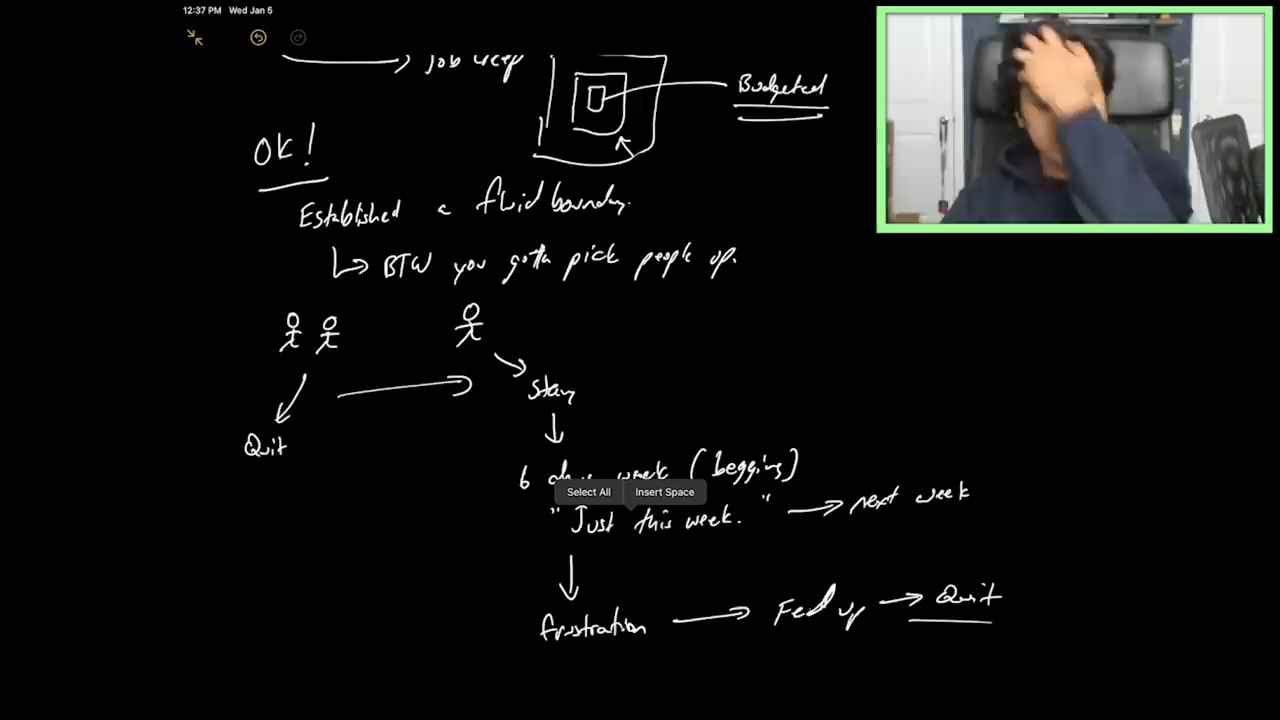 12:37 PM Wed Jan 5
Job
Budgeted
OK!
Established a fluid boundary.
BTW you gotta pick people up.
Stay
Quit
6 days week (begging)
Select All Insert Space
"Just this week." → next week
frustration → Fed up → Quit